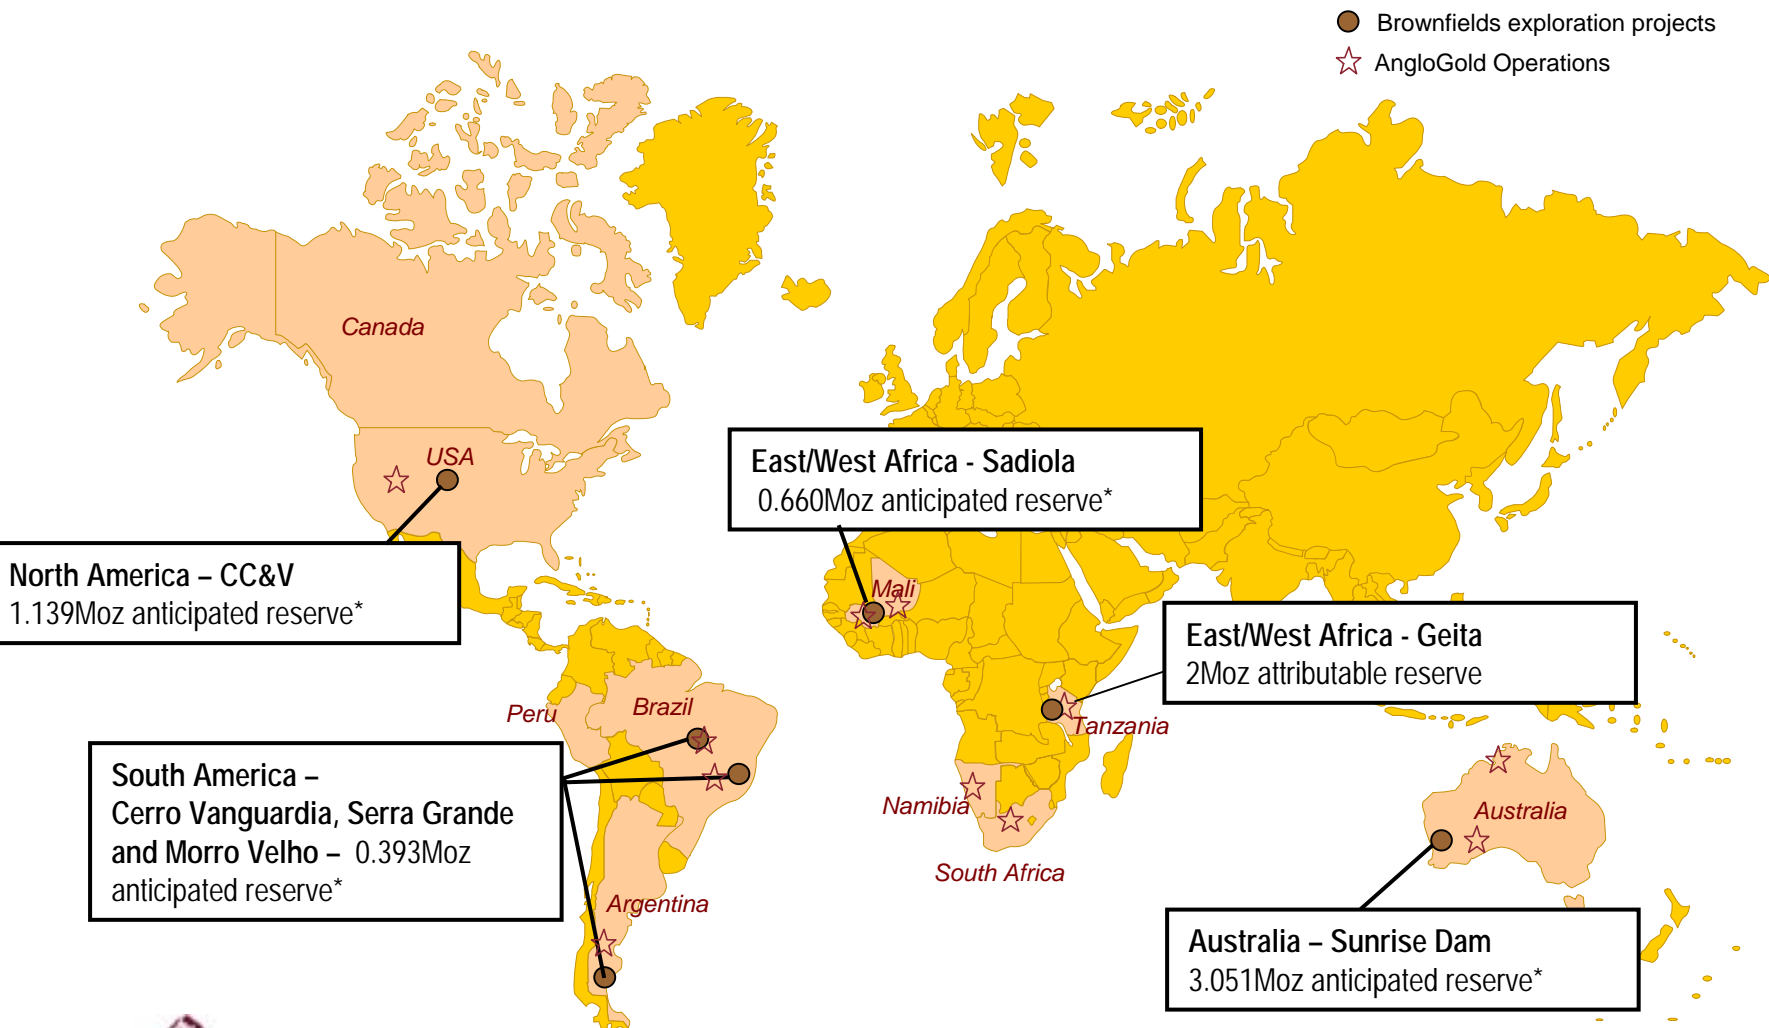 Brownfields exploration projects
AngloGold Operations
Canada
USA
East/West Africa - Sadiola
0.660Moz anticipated reserve*
North America – CC&V
1.139Moz anticipated reserve*
Mali
East/West Africa - Geita
2Moz attributable reserve
Peru
Brazil
Tanzania
South America –
Cerro Vanguardia, Serra Grande
and Morro Velho – 0.393Moz
anticipated reserve*
Namibia
Australia
South Africa
Argentina
Australia – Sunrise Dam
3.051Moz anticipated reserve*